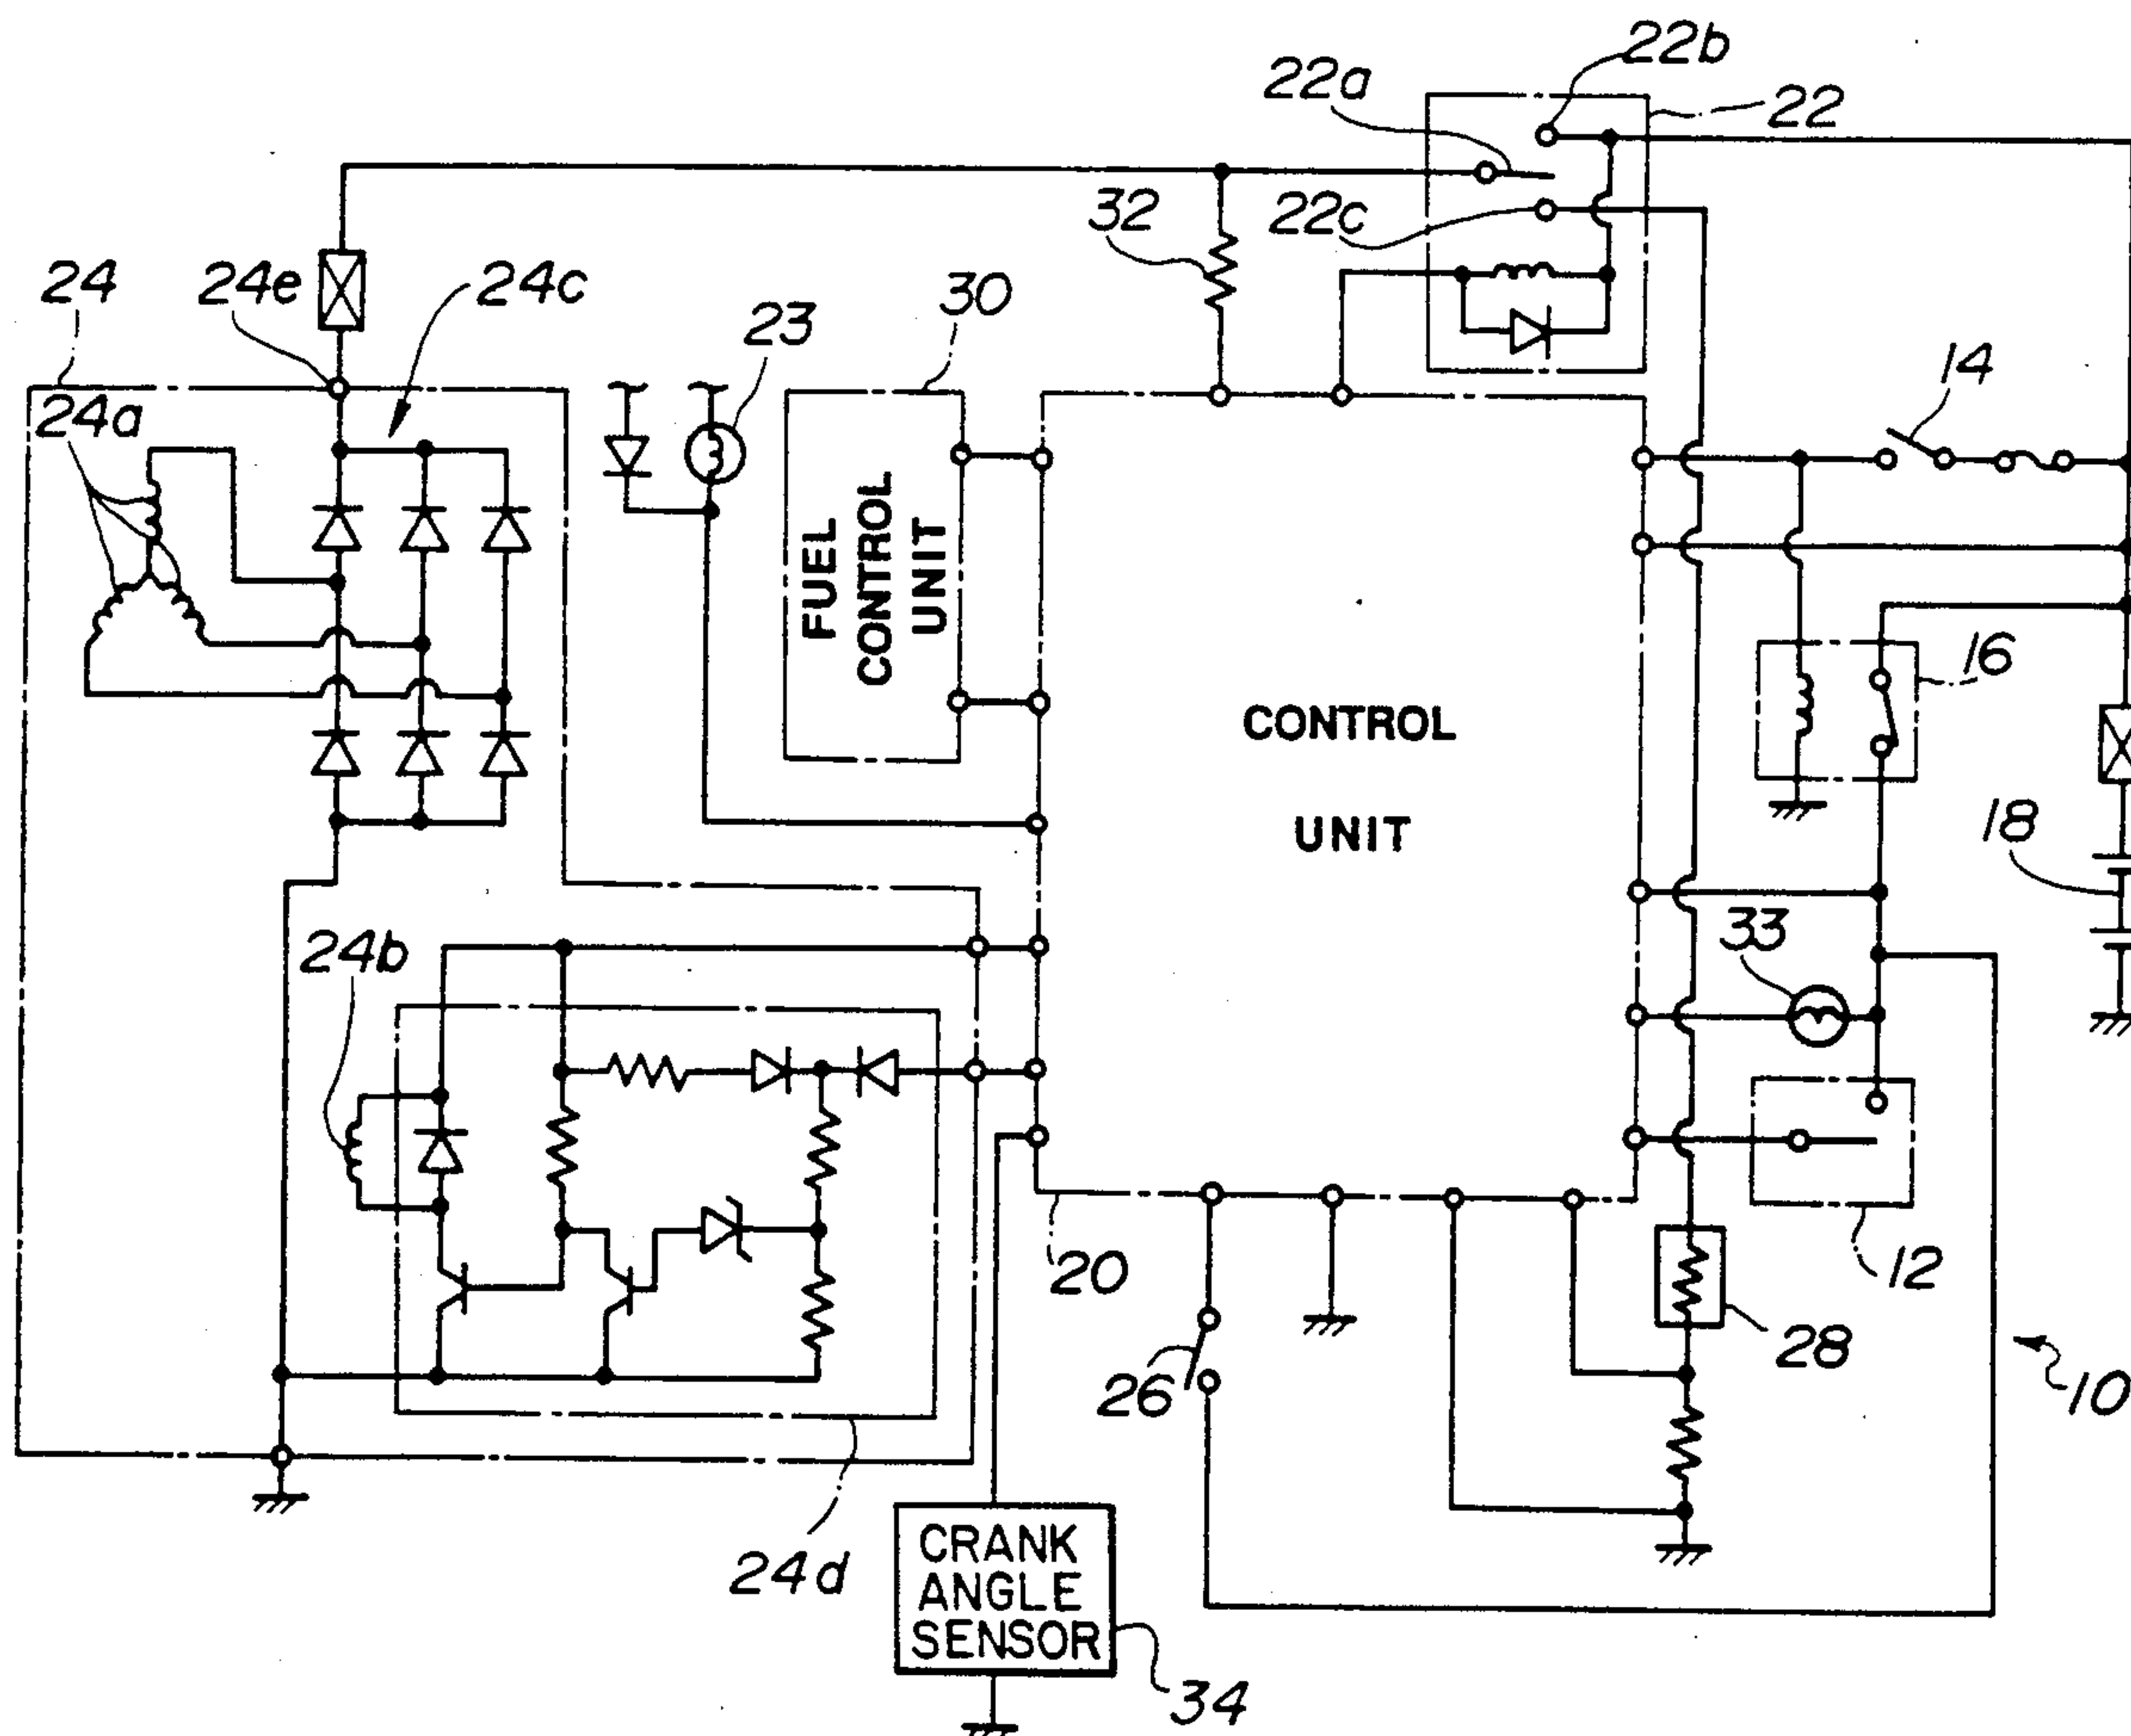 22b
22a
22
32
22c
24
24e
24c
30
23
14
24a
FUEL
CONTROL
UNIT
16
CONTROL
UNIT
18
33
24b
20
12
28
26
10
24d
CRANK
ANGLE
SENSOR
34